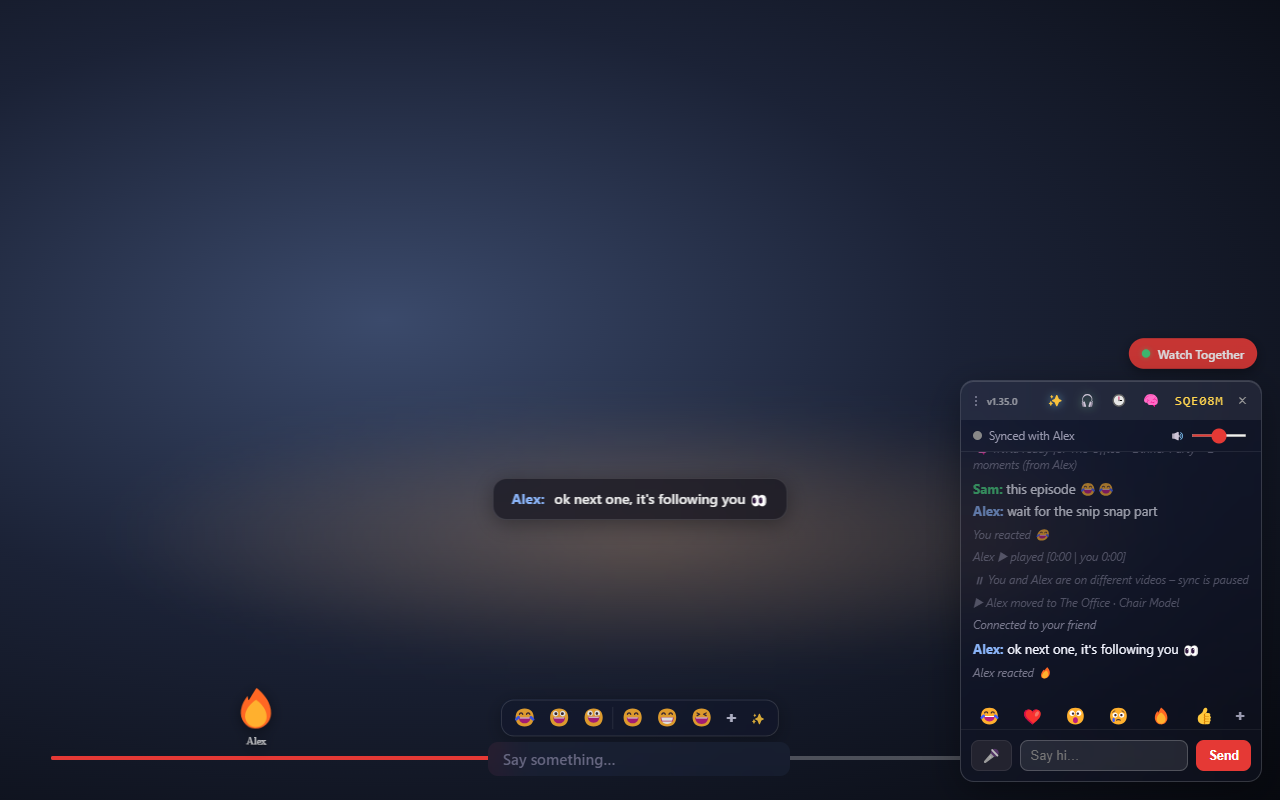 Watch Together
v1.35.0
SQE08M
Synced with Alex
moments (from Alex)
Sam: this episode 😂 😂
Alex: wait for the snip snap part
You reacted 😂
Alex ▶ played [0:00 | you 0:00]
⏸ You and Alex are on different videos – sync is paused
▶ Alex moved to The Office · Chair Model
Connected to your friend
Alex: ok next one, it's following you 👀
Alex reacted 🔥
Say hi...
Send
Alex: ok next one, it's following you 👀
Alex
Say something...